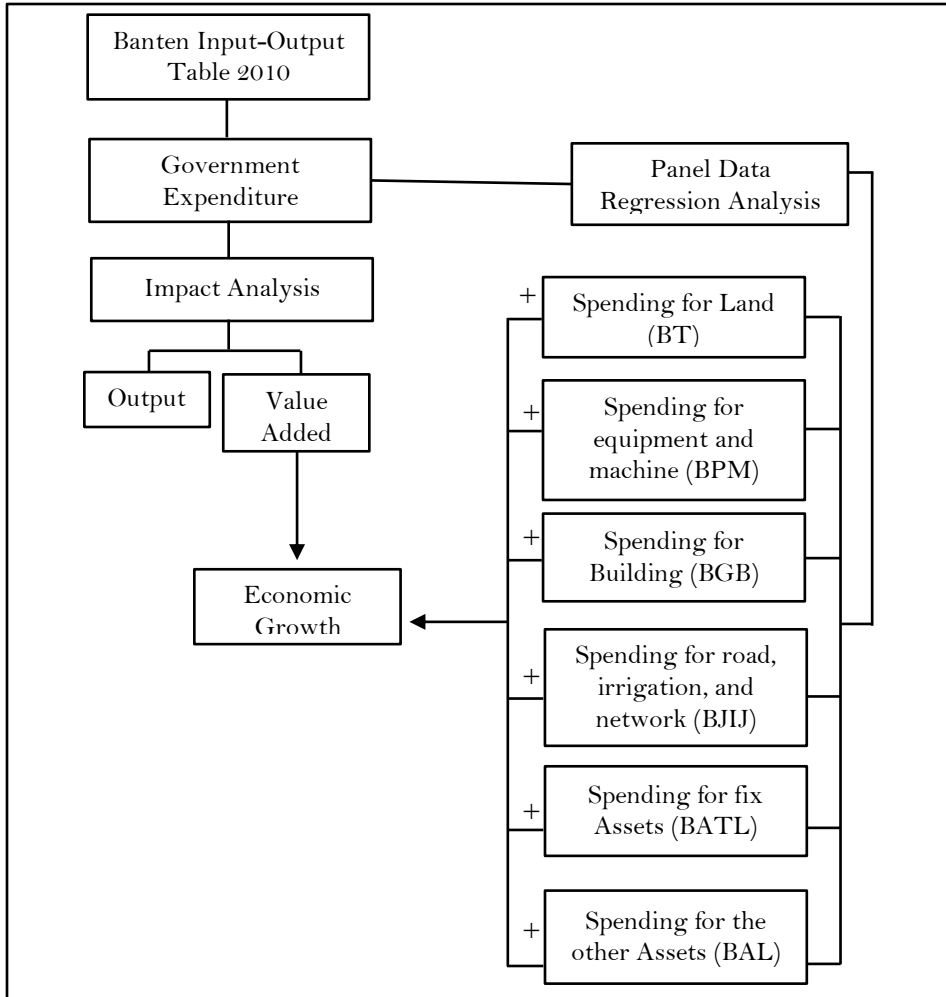 Banten Input-Output
Table 2010
Government
Expenditure
Panel Data
Regression Analysis
Impact Analysis
Output
Value
Added
Economic
Growth
+
Spending for Land
(BT)
+
Spending for
equipment and
machine (BPM)
+
Spending for
Building (BGB)
+
Spending for road,
irrigation, and
network (BJIJ)
+
Spending for fix
Assets (BATL)
+
Spending for the
other Assets (BAL)